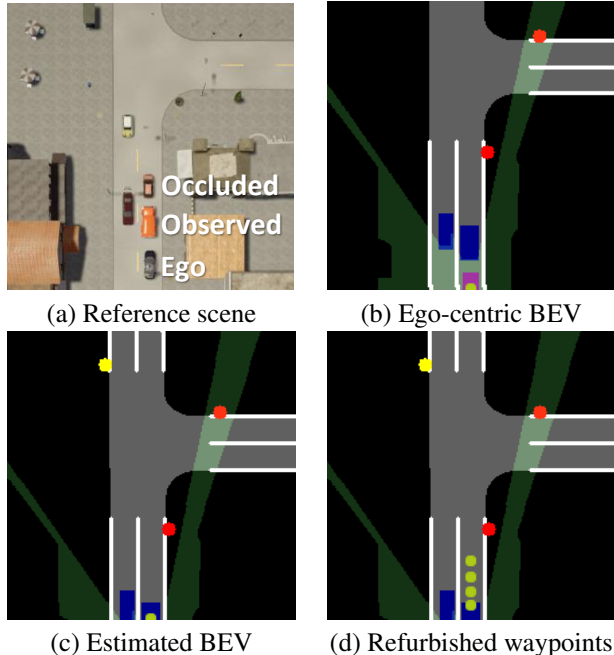 Occluded
Observed
Ego
(a) Reference scene
(b) Ego-centric BEV
(c) Estimated BEV
(d) Refurbished waypoints